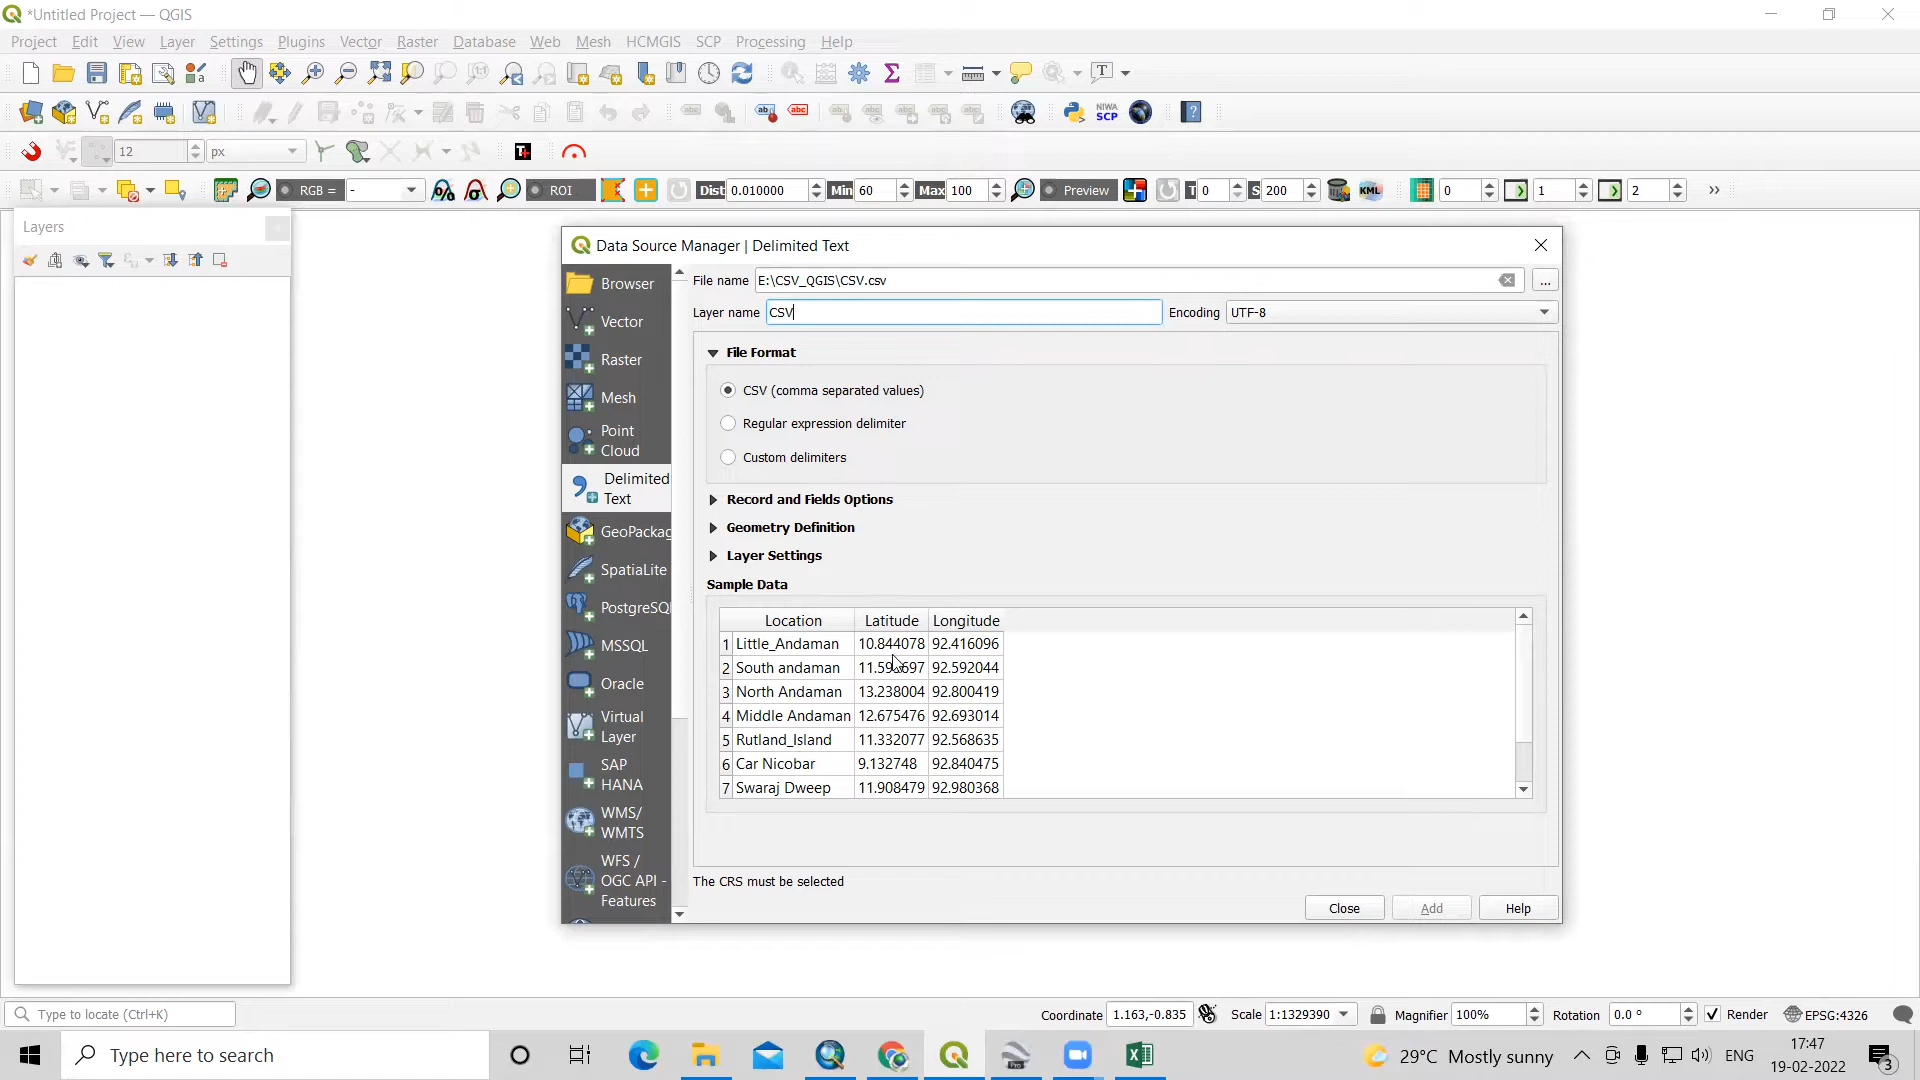 *Untitled Project — QGIS
Project Edit View Layer Settings Plugins Vector Raster Database Web Mesh HCMGIS SCP Processing Help
12 px
RGB = - ROI Dist 0.010000 Min 60 Max 100 Preview T 0 S 200 KML 0 1 2 »
Layers
Data Source Manager | Delimited Text
Browser
Vector
Raster
Mesh
Point
Cloud
Delimited
Text
GeoPackag
SpatiaLite
PostgreSQ
MSSQL
Oracle
Virtual
Layer
SAP
HANA
WMS/
WMTS
WFS /
OGC API -
Features
File name E:\CSV_QGIS\CSV.csv ...
Layer name CSV Encoding UTF-8
File Format
CSV (comma separated values)
Regular expression delimiter
Custom delimiters
Record and Fields Options
Geometry Definition
Layer Settings
Sample Data
Location Latitude Longitude
1 Little_Andaman 10.844078 92.416096
2 South andaman 92.592044
3 North Andaman 13.238004 92.800419
4 Middle Andaman 12.675476 92.693014
5 Rutland_Island 11.332077 92.568635
6 Car Nicobar 9.132748 92.840475
7 Swaraj Dweep 11.908479 92.980368
The CRS must be selected
Close Add Help
Type to locate (Ctrl+K) Coordinate 1.163,-0.835 Scale 1:1329390 Magnifier 100% Rotation 0.0 ° Render EPSG:4326
Type here to search 29°C Mostly sunny ENG 17:47
19-02-2022 3